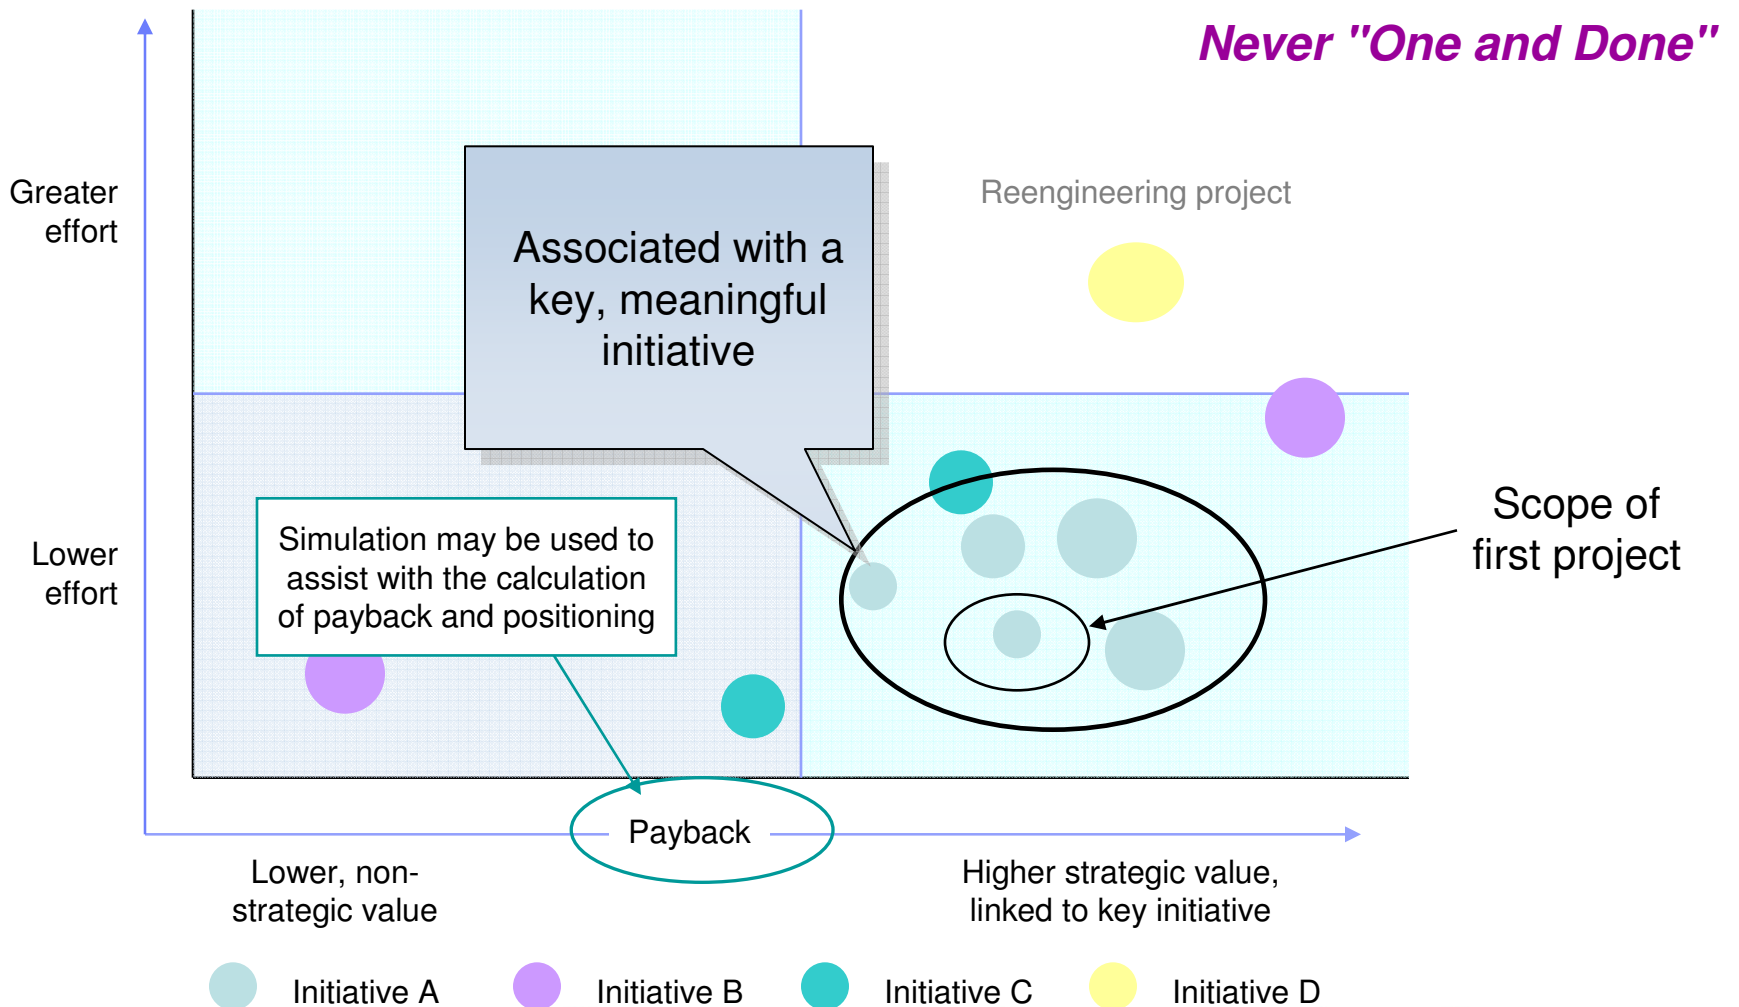 Never "One and Done"
Greater
effort
Reengineering project
Associated with a
key, meaningful
initiative
Simulation may be used to
assist with the calculation
of payback and positioning
Lower
effort
Scope of
first project
Payback
Lower, non-
strategic value
Higher strategic value,
linked to key initiative
Initiative A
Initiative B
Initiative C
Initiative D